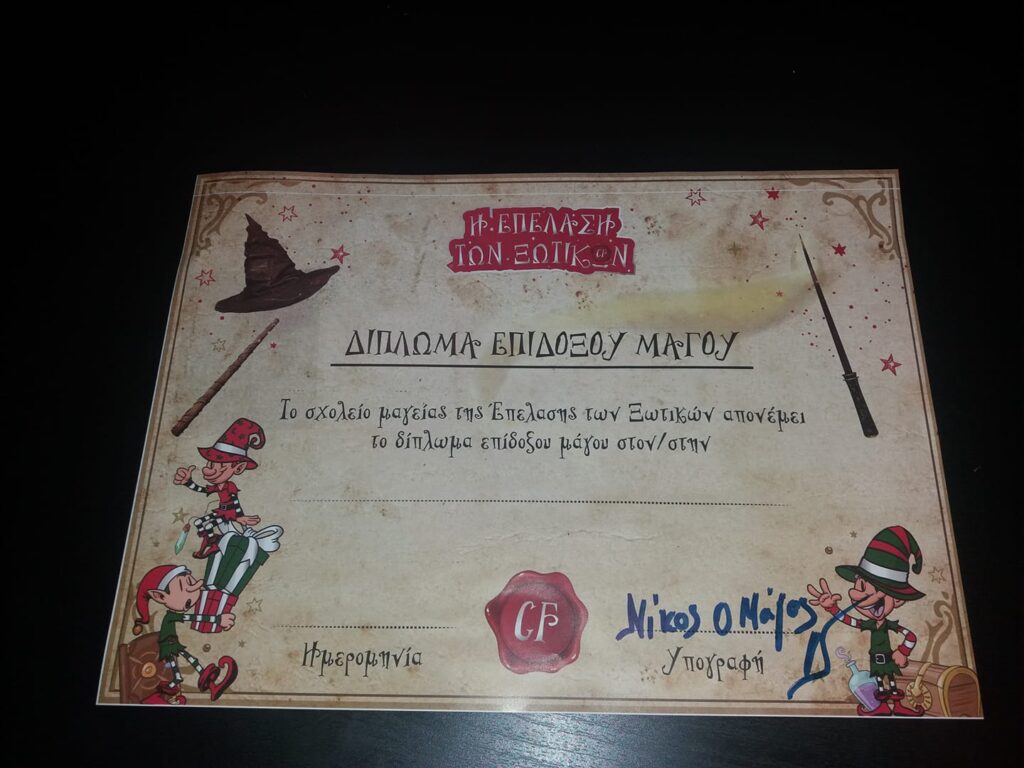 Η ΕΠΕΛΑΣΗ
ΤΩΝ ΞΩΤΙΚΩΝ
ΔΙΠΛΩΜΑ ΕΠΙΔΟΞΟΥ ΜΑΓΟΥ
Το σχολείο μαγείας της Έπελασης των Ξωτικών απονέμει
το δίπλωμα επίδοξου μάγου στον/στην
CF
Νίκος Ο Μάγος
Ημερομηνία
Υπογραφή